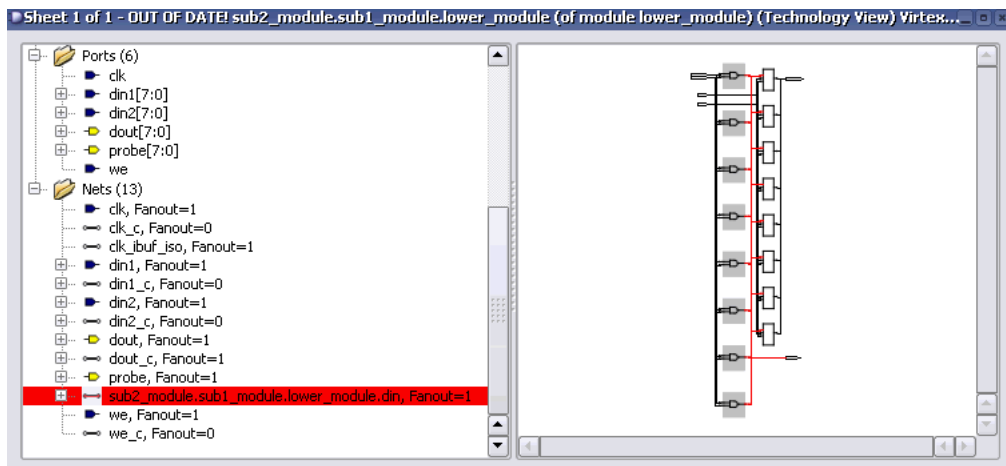 Sheet 1 of 1 - OUT OF DATE! sub2_module.sub1_module.lower_module (of module lower_module) (Technology View) Virtex...
Ports (6)
clk
din1[7:0]
din2[7:0]
dout[7:0]
probe[7:0]
we
Nets (13)
clk, Fanout=1
clk_c, Fanout=0
clk_ibuf_iso, Fanout=1
din1, Fanout=1
din1_c, Fanout=0
din2, Fanout=1
din2_c, Fanout=0
dout, Fanout=1
dout_c, Fanout=1
probe, Fanout=1
sub2_module.sub1_module.lower_module.din, Fanout=1
we, Fanout=1
we_c, Fanout=0